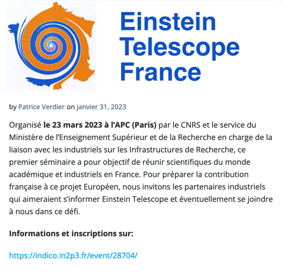 Einstein
Telescope
France
by Patrice Verdier on janvier 31, 2023
Organisé le 23 mars 2023 à l'APC (Paris) par le CNRS et le service du
Ministère de l'Enseignement Supérieur et de la Recherche en charge de la
liaison avec les industriels sur les Infrastructures de Recherche, ce
premier séminaire a pour objectif de réunir scientifiques du monde
académique et industriels en France. Pour préparer la contribution
française à ce projet Européen, nous invitons les partenaires industriels
qui aimeraient s'informer Einstein Telescope et éventuellement se joindre
à nous dans ce défi.
Informations et inscriptions sur:
https://indico.in2p3.fr/event/28704/